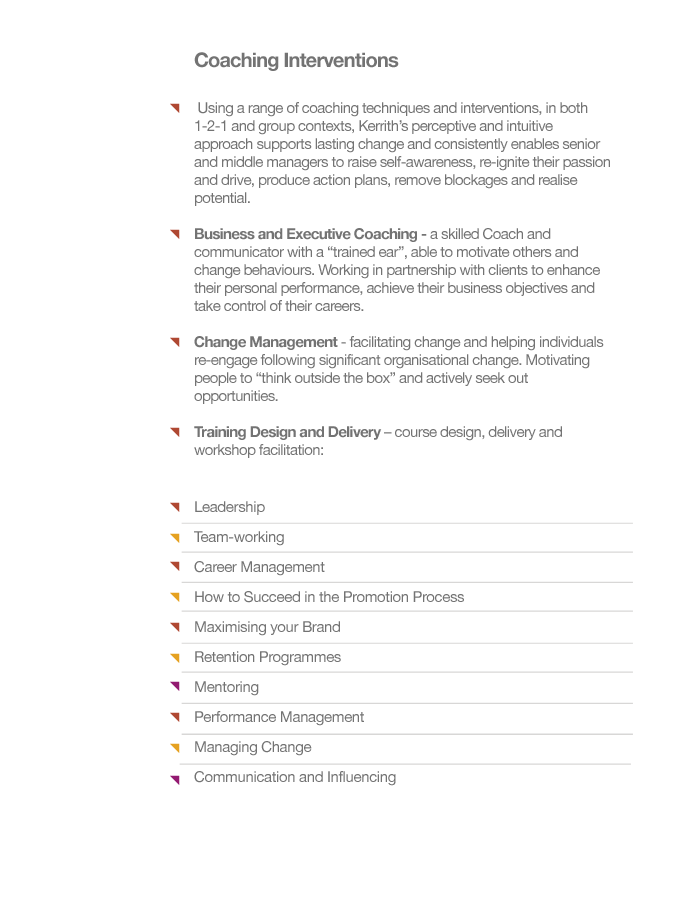 Coaching Interventions
Using a range of coaching techniques and interventions, in both
1-2-1 and group contexts, Kerrith’s perceptive and intuitive
approach supports lasting change and consistently enables senior
and middle managers to raise self-awareness, re-ignite their passion
and drive, produce action plans, remove blockages and realise
potential.
Business and Executive Coaching - a skilled Coach and
communicator with a “trained ear”, able to motivate others and
change behaviours. Working in partnership with clients to enhance
their personal performance, achieve their business objectives and
take control of their careers.
Change Management - facilitating change and helping individuals
re-engage following significant organisational change. Motivating
people to “think outside the box” and actively seek out
opportunities.
Training Design and Delivery – course design, delivery and
workshop facilitation:
Leadership
Team-working
Career Management
How to Succeed in the Promotion Process
Maximising your Brand
Retention Programmes
Mentoring
Performance Management
Managing Change
Communication and Influencing